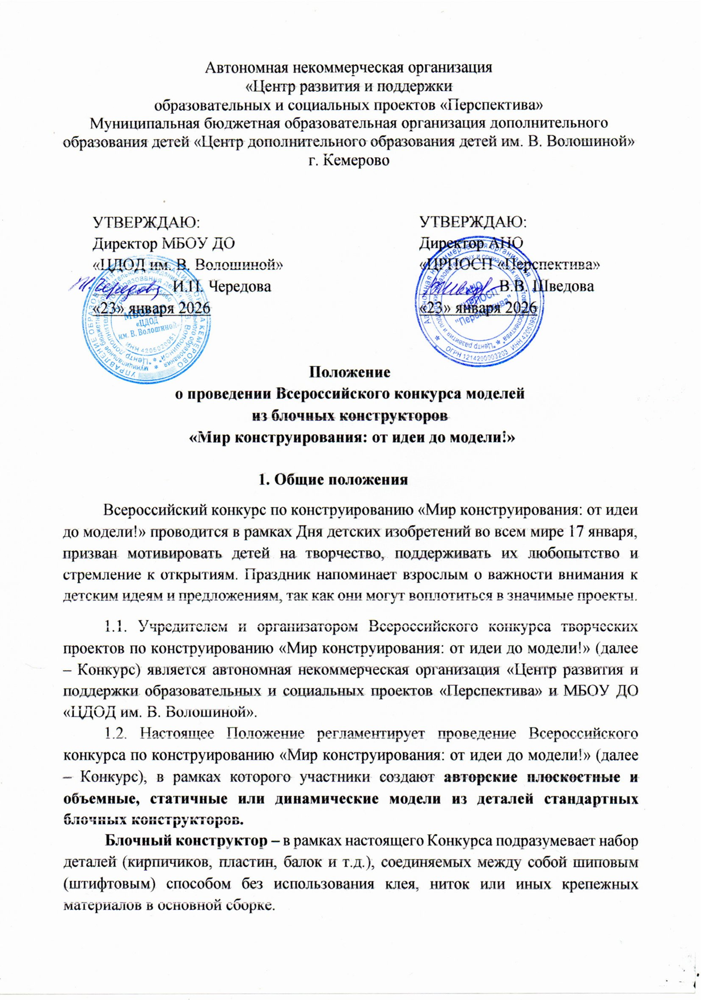 Автономная некоммерческая организация
«Центр развития и поддержки
образовательных и социальных проектов «Перспектива»
Муниципальная бюджетная образовательная организация дополнительного
образования детей «Центр дополнительного образования детей им. В. Волошиной»
г. Кемерово
УТВЕРЖДАЮ:
Директор МБОУ ДО
«ЦДОД им. В. Волошиной»
И.П. Чередова
«23» января 2026
МБОУ ДО
«ЦДОД
им. В. Волошиной»
ИНН 4205020051
УТВЕРЖДАЮ:
Директор АНО
«ЦРПОСП «Перспектива»
В.В. Шведова
«23» января 2026
АНО
"ЦРПОСП
"Перспектива"
ОГРН 1214200003203
Положение
о проведении Всероссийского конкурса моделей
из блочных конструкторов
«Мир конструирования: от идеи до модели!»
1. Общие положения
Всероссийский конкурс по конструированию «Мир конструирования: от идеи
до модели!» проводится в рамках Дня детских изобретений во всем мире 17 января,
призван мотивировать детей на творчество, поддерживать их любопытство и
стремление к открытиям. Праздник напоминает взрослым о важности внимания к
детским идеям и предложениям, так как они могут воплотиться в значимые проекты.
1.1. Учредителем и организатором Всероссийского конкурса творческих
проектов по конструированию «Мир конструирования: от идеи до модели!» (далее
– Конкурс) является автономная некоммерческая организация «Центр развития и
поддержки образовательных и социальных проектов «Перспектива» и МБОУ ДО
«ЦДОД им. В. Волошиной».
1.2. Настоящее Положение регламентирует проведение Всероссийского
конкурса по конструированию «Мир конструирования: от идеи до модели!» (далее
– Конкурс), в рамках которого участники создают авторские плоскостные и
объемные, статичные или динамические модели из деталей стандартных
блочных конструкторов.
Блочный конструктор – в рамках настоящего Конкурса подразумевает набор
деталей (кирпичиков, пластин, балок и т.д.), соединяемых между собой шиповым
(штифтовым) способом без использования клея, ниток или иных крепежных
материалов в основной сборке.